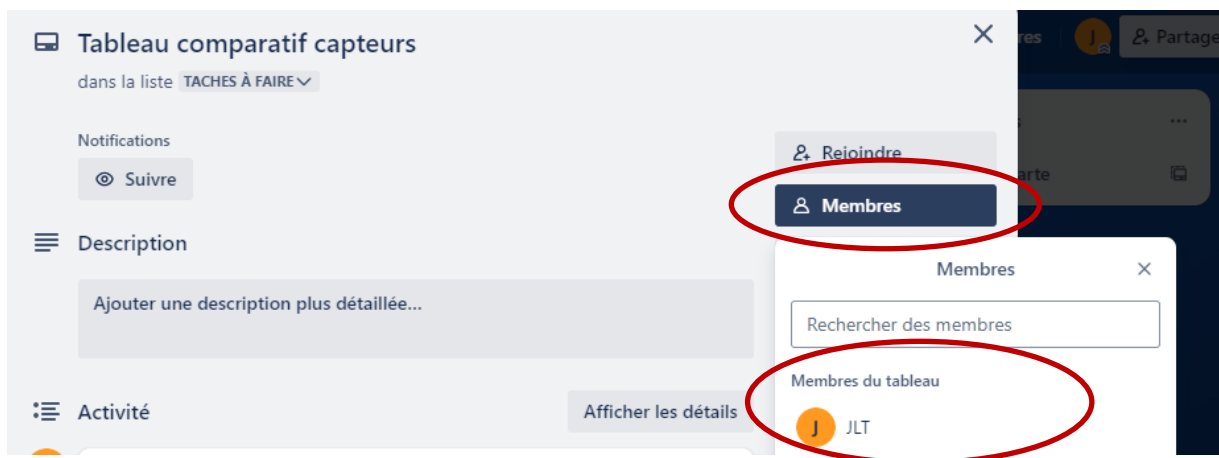 Tableau comparatif capteurs
dans la liste TACHES À FAIRE
Notifications
Suivre
Rejoindre
Membres
Description
Ajouter une description plus détaillée...
Membres
Rechercher des membres
Membres du tableau
J JLT
Activité
Afficher les détails
res
J
Partage
arte